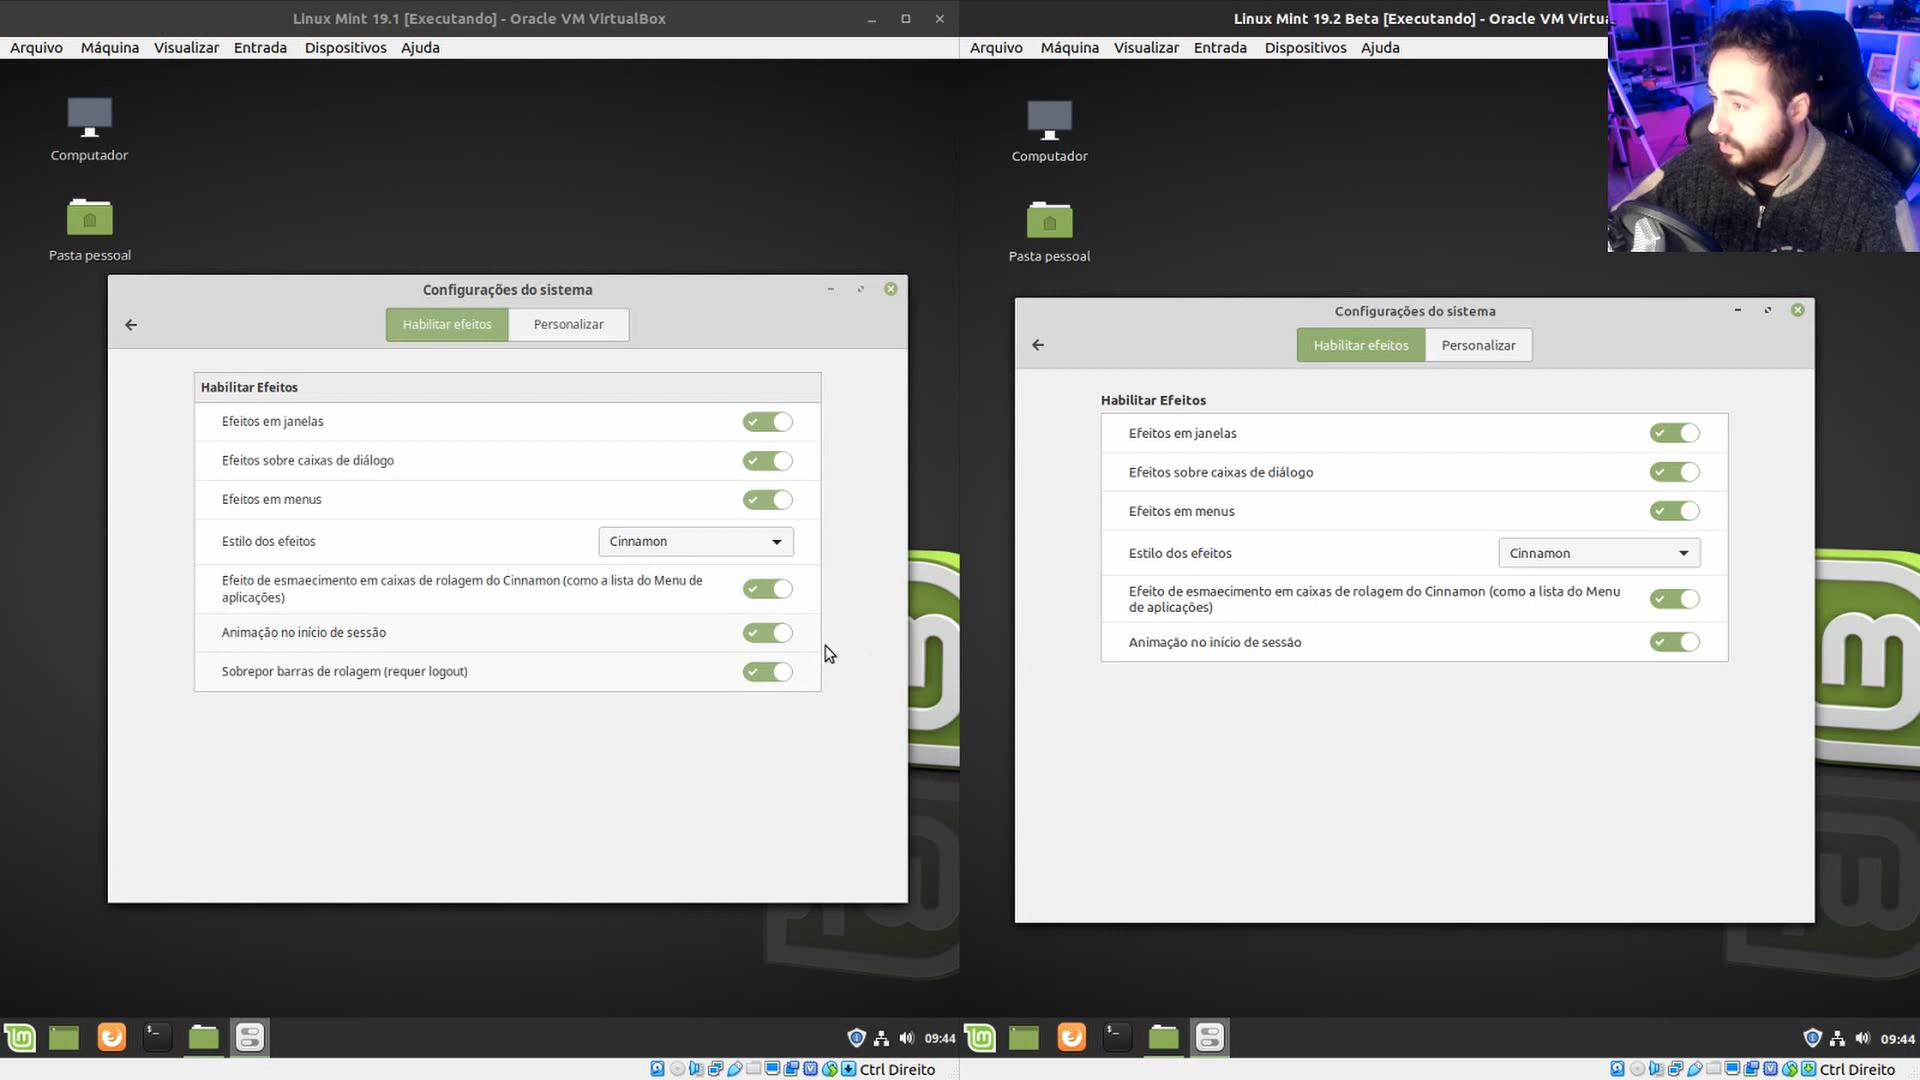 Linux Mint 19.1 [Executando] - Oracle VM VirtualBox
Arquivo Máquina Visualizar Entrada Dispositivos Ajuda
Computador
Pasta pessoal
Configurações do sistema
Habilitar efeitos Personalizar
Habilitar Efeitos
Efeitos em janelas
Efeitos sobre caixas de diálogo
Efeitos em menus
Estilo dos efeitos Cinnamon
Efeito de esmaecimento em caixas de rolagem do Cinnamon (como a lista do Menu de
aplicações)
Animação no início de sessão
Sobrepor barras de rolagem (requer logout)
09:44
Ctrl Direito
Linux Mint 19.2 Beta [Executando] - Oracle VM Virtua
Arquivo Máquina Visualizar Entrada Dispositivos Ajuda
Computador
Pasta pessoal
Configurações do sistema
Habilitar efeitos Personalizar
Habilitar Efeitos
Efeitos em janelas
Efeitos sobre caixas de diálogo
Efeitos em menus
Estilo dos efeitos Cinnamon
Efeito de esmaecimento em caixas de rolagem do Cinnamon (como a lista do Menu
de aplicações)
Animação no início de sessão
09:44
Ctrl Direito